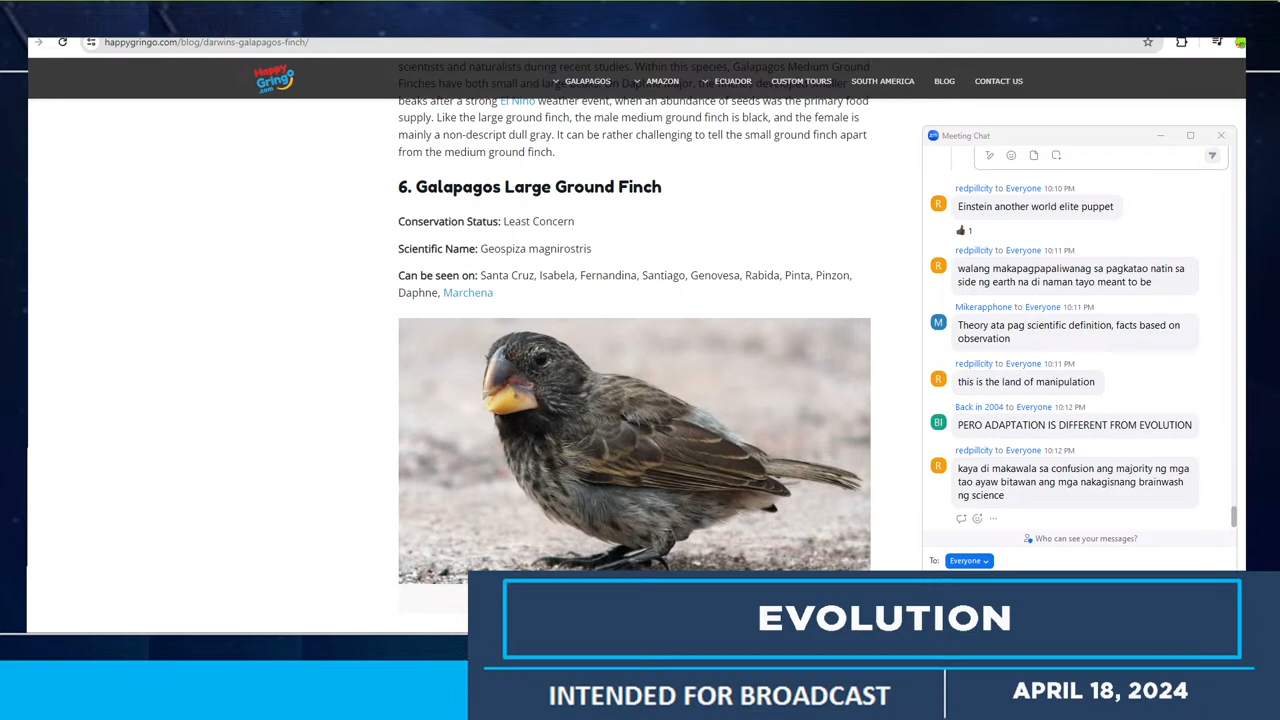 happygringo.com/blog/darwins-galapagos-finch/
Happy Gringo .com
GALAPAGOS AMAZON ECUADOR CUSTOM TOURS SOUTH AMERICA BLOG CONTACT US
scientists and naturalists during recent studies. Within this species, Galapagos Medium Ground
beaks after a strong El Nino weather event, when an abundance of seeds was the primary food
supply. Like the large ground finch, the male medium ground finch is black, and the female is
mainly a non-descript dull gray. It can be rather challenging to tell the small ground finch apart
from the medium ground finch.
6. Galapagos Large Ground Finch
Conservation Status: Least Concern
Scientific Name: Geospiza magnirostris
Can be seen on: Santa Cruz, Isabela, Fernandina, Santiago, Genovesa, Rabida, Pinta, Pinzon,
Daphne, Marchena
zm Meeting Chat
redpillcity to Everyone 10:10 PM
R Einstein another world elite puppet
1
redpillcity to Everyone 10:11 PM
R walang makapagpapaliwanag sa pagkatao natin sa
side ng earth na di naman tayo meant to be
Mikerapphone to Everyone 10:11 PM
M Theory ata pag scientific definition, facts based on
observation
redpillcity to Everyone 10:11 PM
R this is the land of manipulation
Back in 2004 to Everyone 10:12 PM
BI PERO ADAPTATION IS DIFFERENT FROM EVOLUTION
redpillcity to Everyone 10:12 PM
R kaya di makawala sa confusion ang majority ng mga
tao ayaw bitawan ang mga nakagisnang brainwash
ng science
Who can see your messages?
To: Everyone
EVOLUTION
INTENDED FOR BROADCAST
APRIL 18, 2024